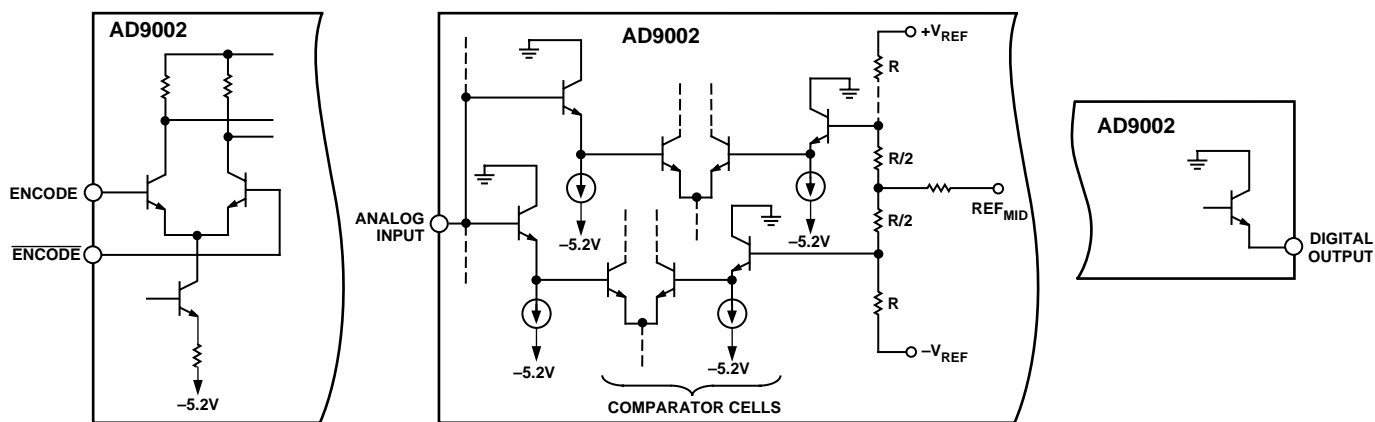 AD9002
ENCODE
ENCODE
–5.2V
AD9002
ANALOG
INPUT
–5.2V
–5.2V
–5.2V
–5.2V
+VREF
R
R/2
REFMID
R/2
R
–VREF
COMPARATOR CELLS
AD9002
DIGITAL
OUTPUT